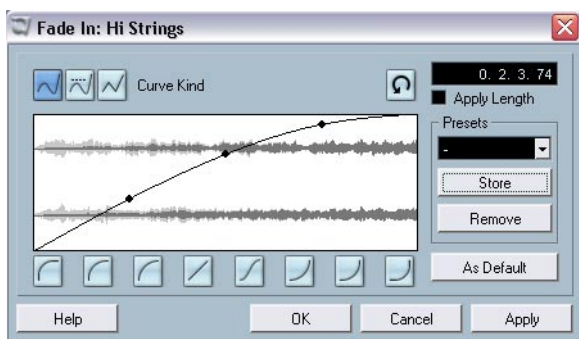 Fade In: Hi Strings
Curve Kind
0. 2. 3. 74
Apply Length
Presets
-
Store
Remove
As Default
Help
OK
Cancel
Apply